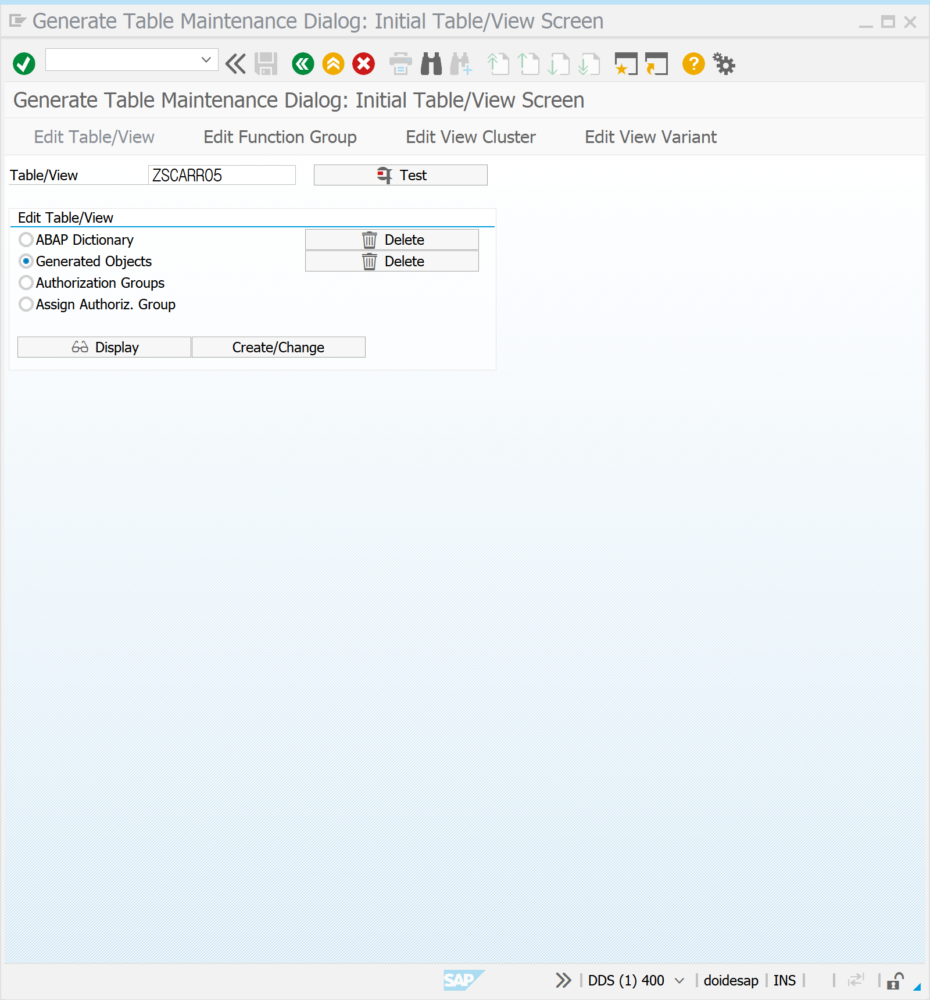 Generate Table Maintenance Dialog: Initial Table/View Screen
Generate Table Maintenance Dialog: Initial Table/View Screen
Edit Table/View Edit Function Group Edit View Cluster Edit View Variant
Table/View ZSCARR05 Test
Edit Table/View
ABAP Dictionary Delete
Generated Objects Delete
Authorization Groups
Assign Authoriz. Group
Display Create/Change
SAP DDS (1) 400 doidesap INS